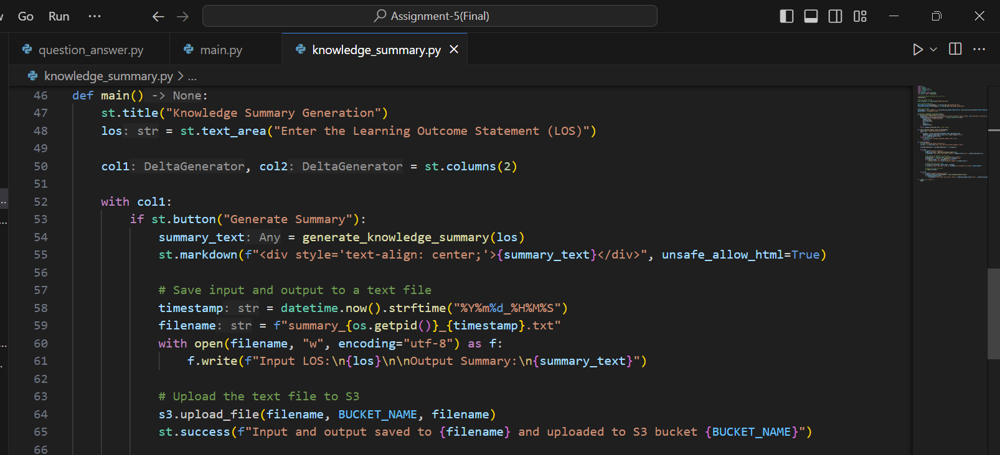 Go Run ··· Assignment-5(Final)
question_answer.py main.py knowledge_summary.py
knowledge_summary.py > ...
46 def main() -> None:
47 st.title("Knowledge Summary Generation")
48 los: str = st.text_area("Enter the Learning Outcome Statement (LOS)")
49
50 col1: DeltaGenerator, col2: DeltaGenerator = st.columns(2)
51
52 with col1:
53 if st.button("Generate Summary"):
54 summary_text: Any = generate_knowledge_summary(los)
55 st.markdown(f"<div style='text-align: center;'>{summary_text}</div>", unsafe_allow_html=True)
56
57 # Save input and output to a text file
58 timestamp: str = datetime.now().strftime("%Y%m%d_%H%M%S")
59 filename: str = f"summary_{os.getpid()}_{timestamp}.txt"
60 with open(filename, "w", encoding="utf-8") as f:
61 f.write(f"Input LOS:\n{los}\n\nOutput Summary:\n{summary_text}")
62
63 # Upload the text file to S3
64 s3.upload_file(filename, BUCKET_NAME, filename)
65 st.success(f"Input and output saved to {filename} and uploaded to S3 bucket {BUCKET_NAME}")
66